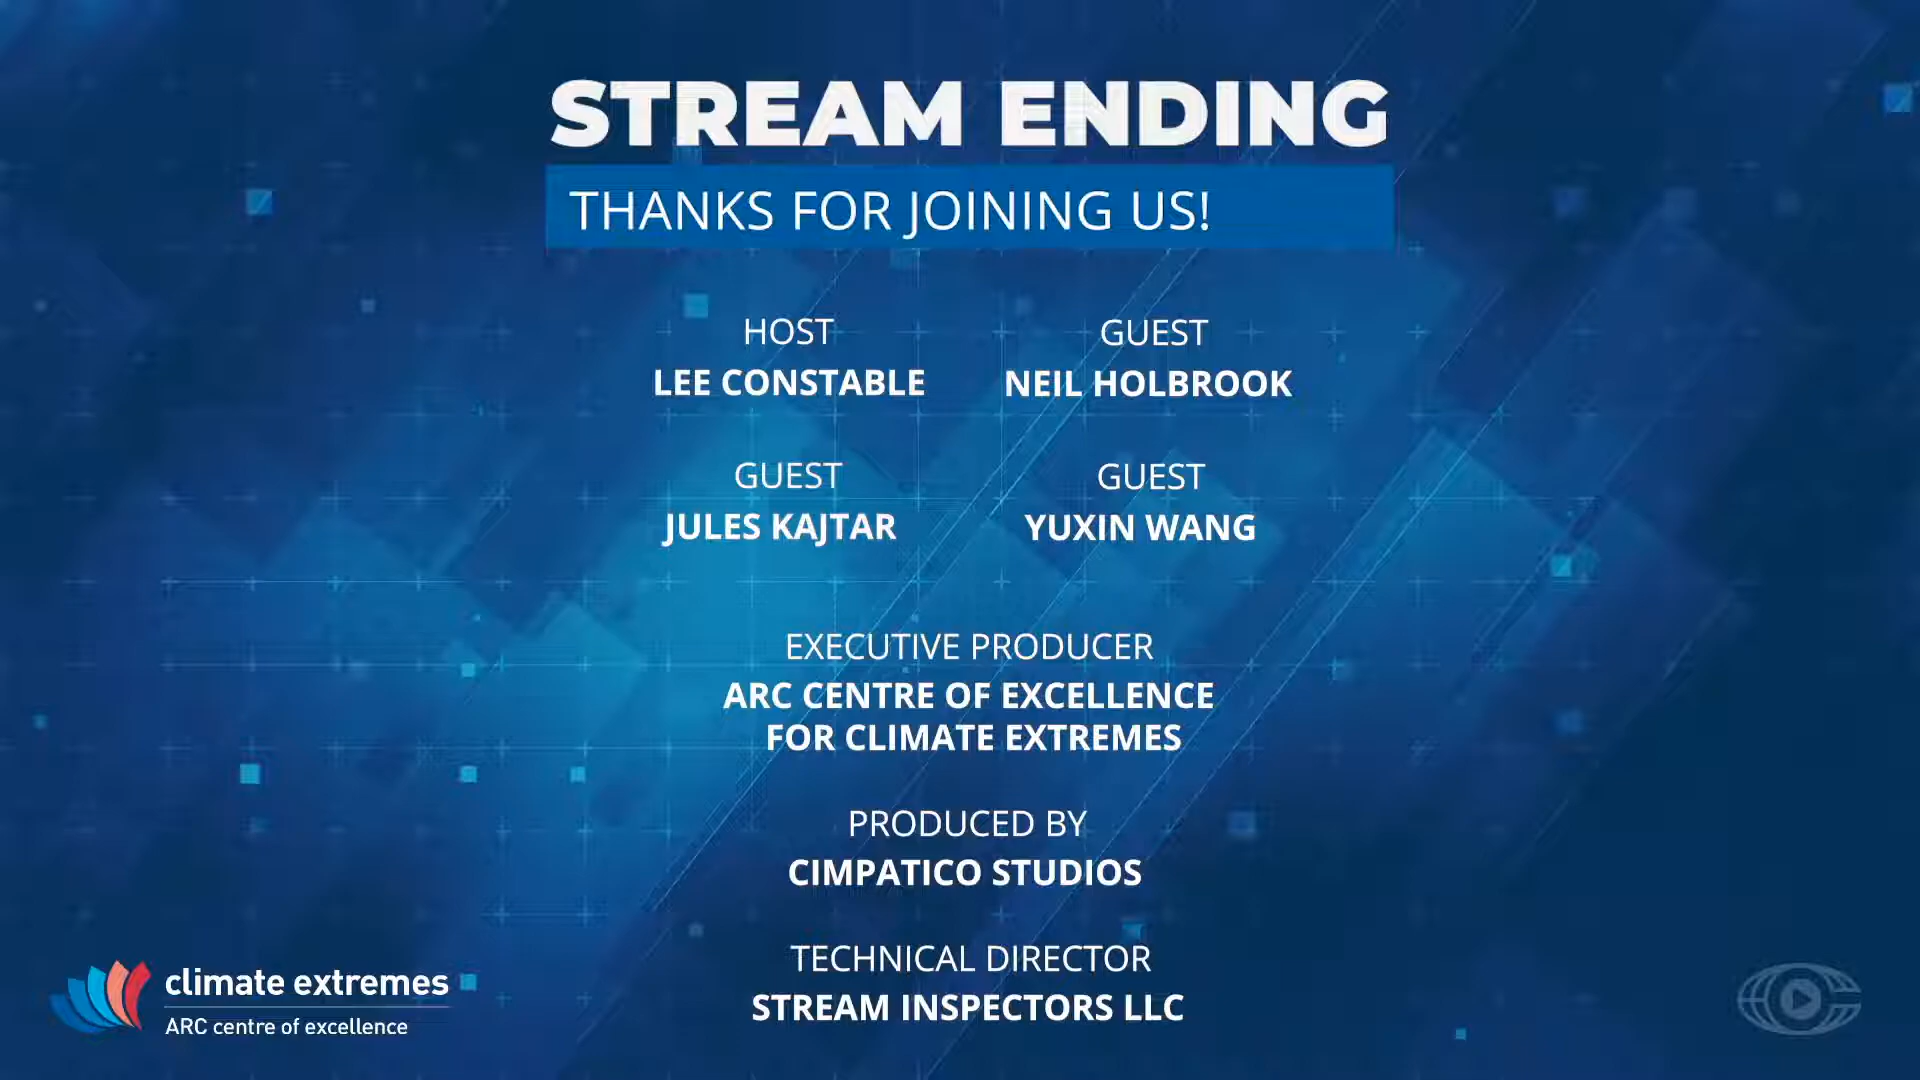 STREAM ENDING
THANKS FOR JOINING US!
HOST
LEE CONSTABLE
GUEST
NEIL HOLBROOK
GUEST
JULES KAJTAR
GUEST
YUXIN WANG
EXECUTIVE PRODUCER
ARC CENTRE OF EXCELLENCE
FOR CLIMATE EXTREMES
PRODUCED BY
CIMPATICO STUDIOS
TECHNICAL DIRECTOR
STREAM INSPECTORS LLC
climate extremes
ARC centre of excellence